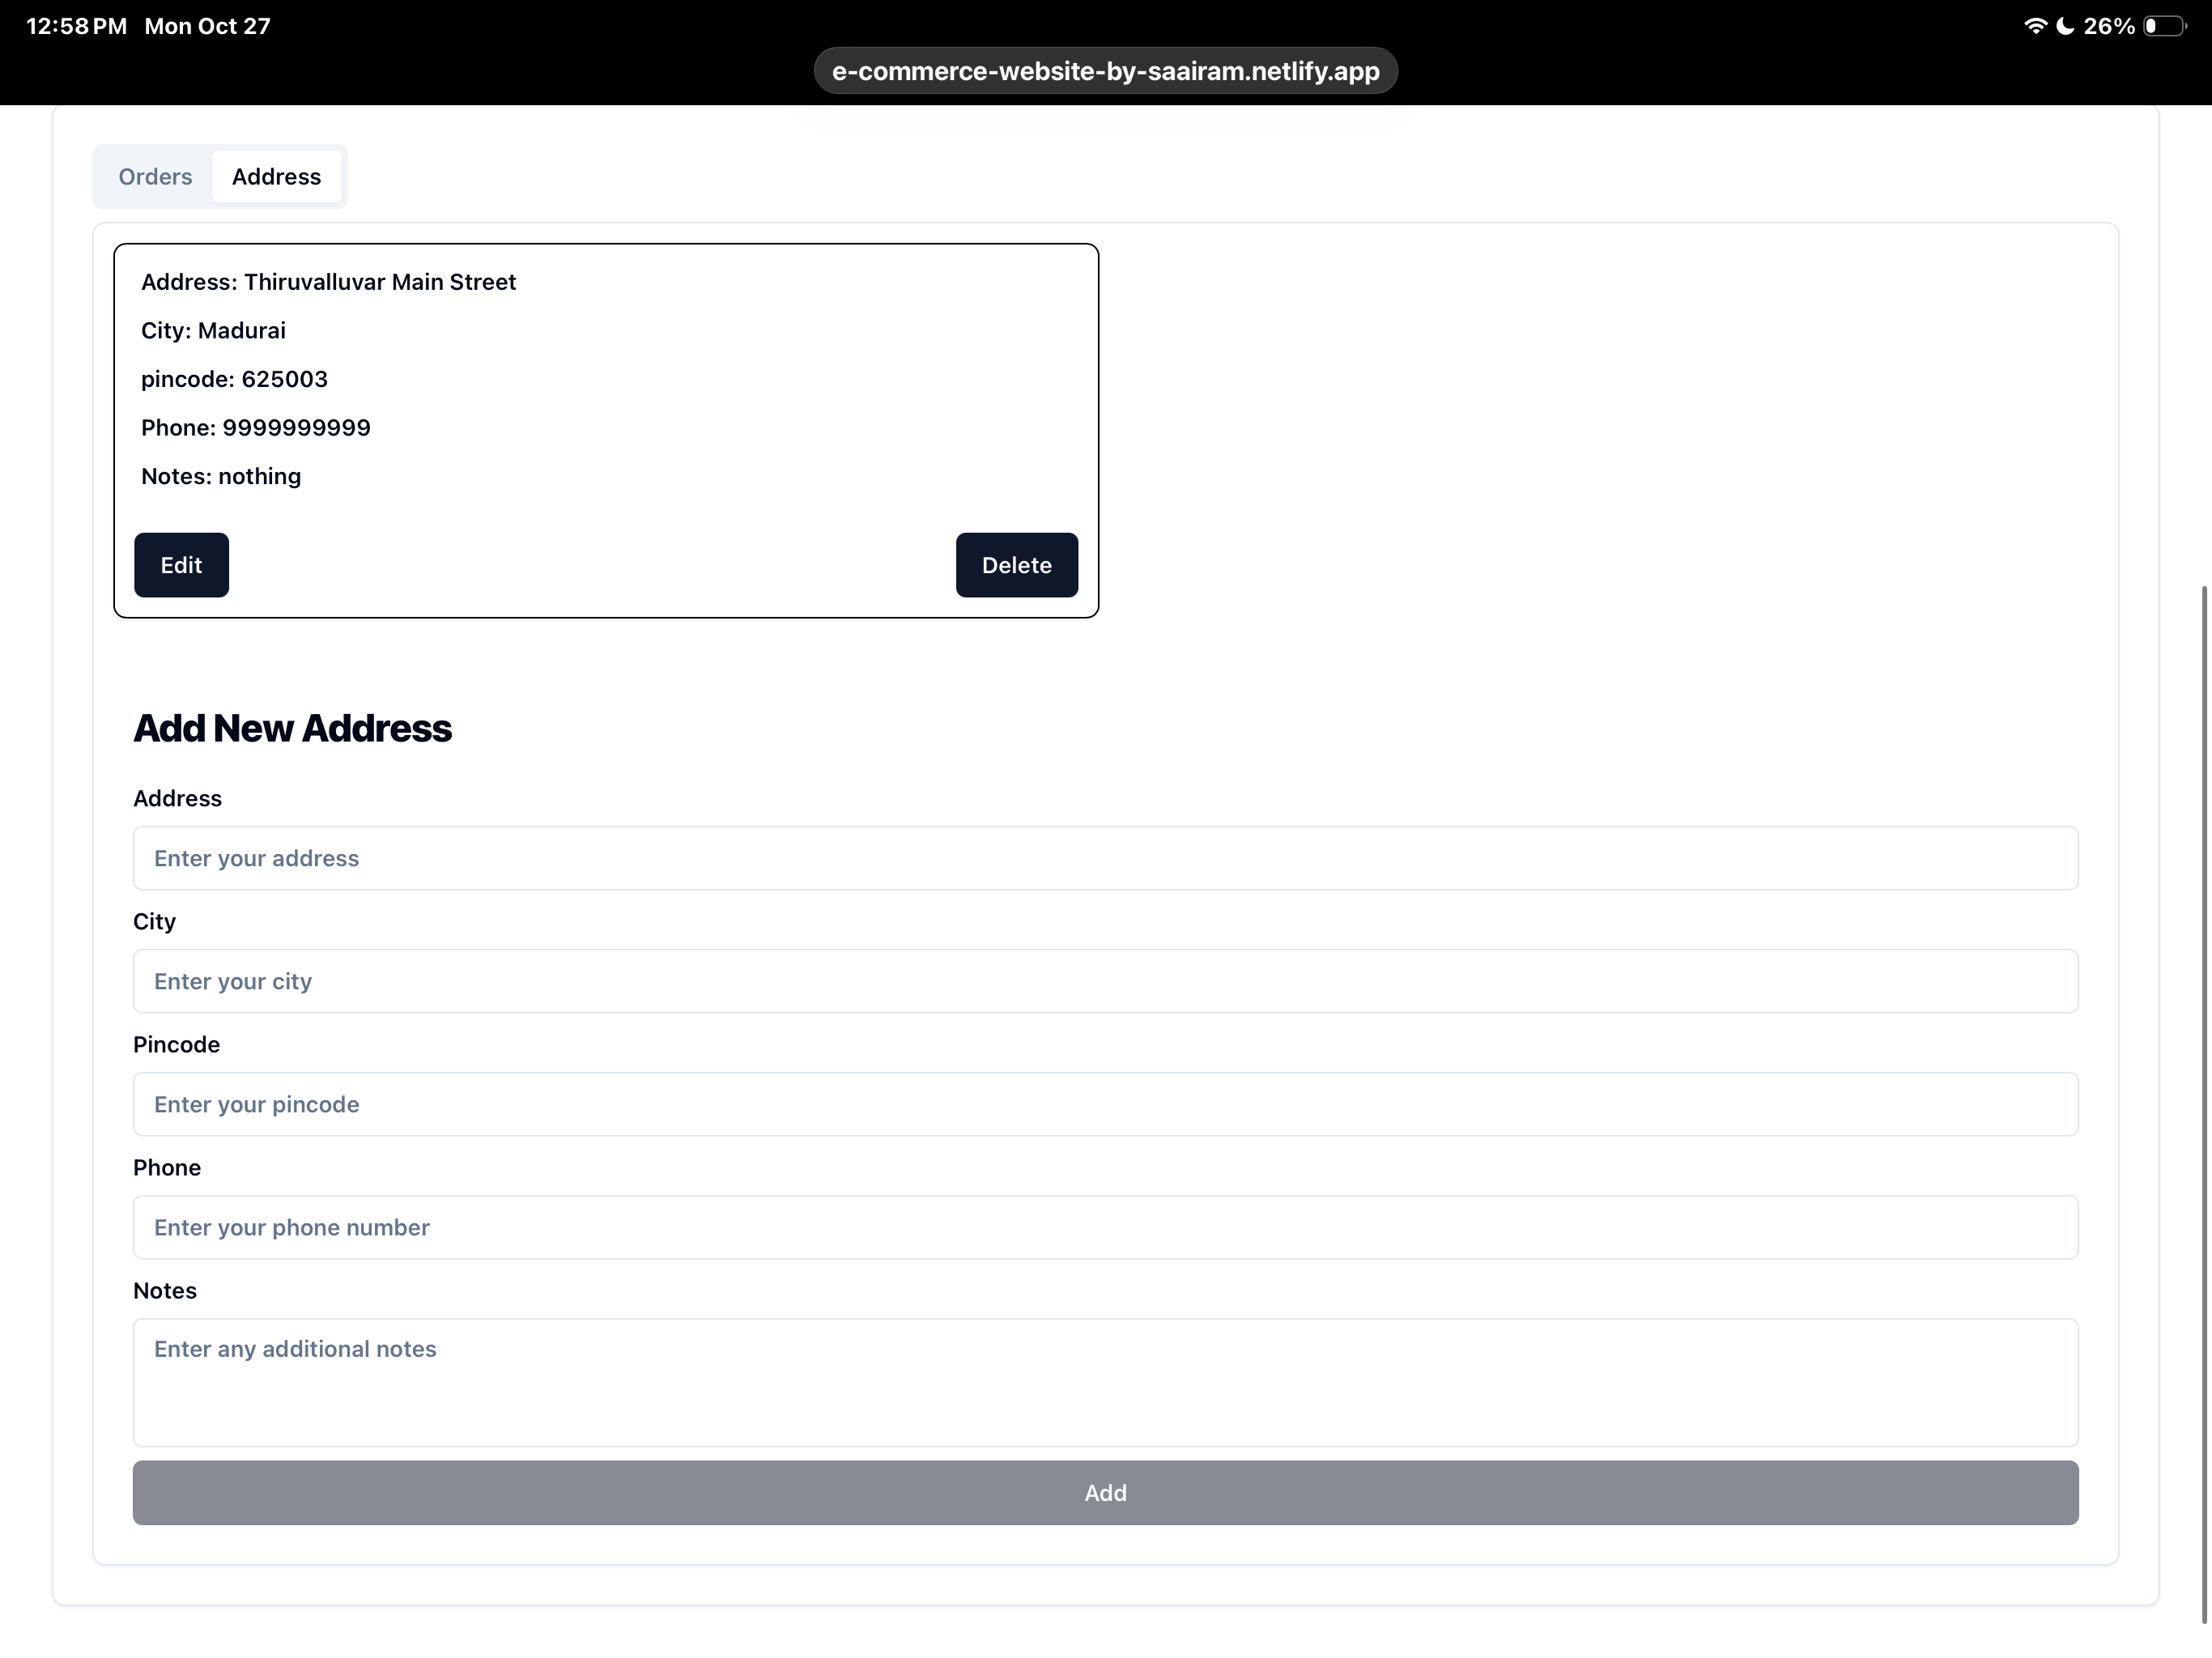 12:58 PM Mon Oct 27
26%
e-commerce-website-by-saairam.netlify.app
Orders
Address
Address: Thiruvalluvar Main Street
City: Madurai
pincode: 625003
Phone: 9999999999
Notes: nothing
Edit
Delete
Add New Address
Address
Enter your address
City
Enter your city
Pincode
Enter your pincode
Phone
Enter your phone number
Notes
Enter any additional notes
Add